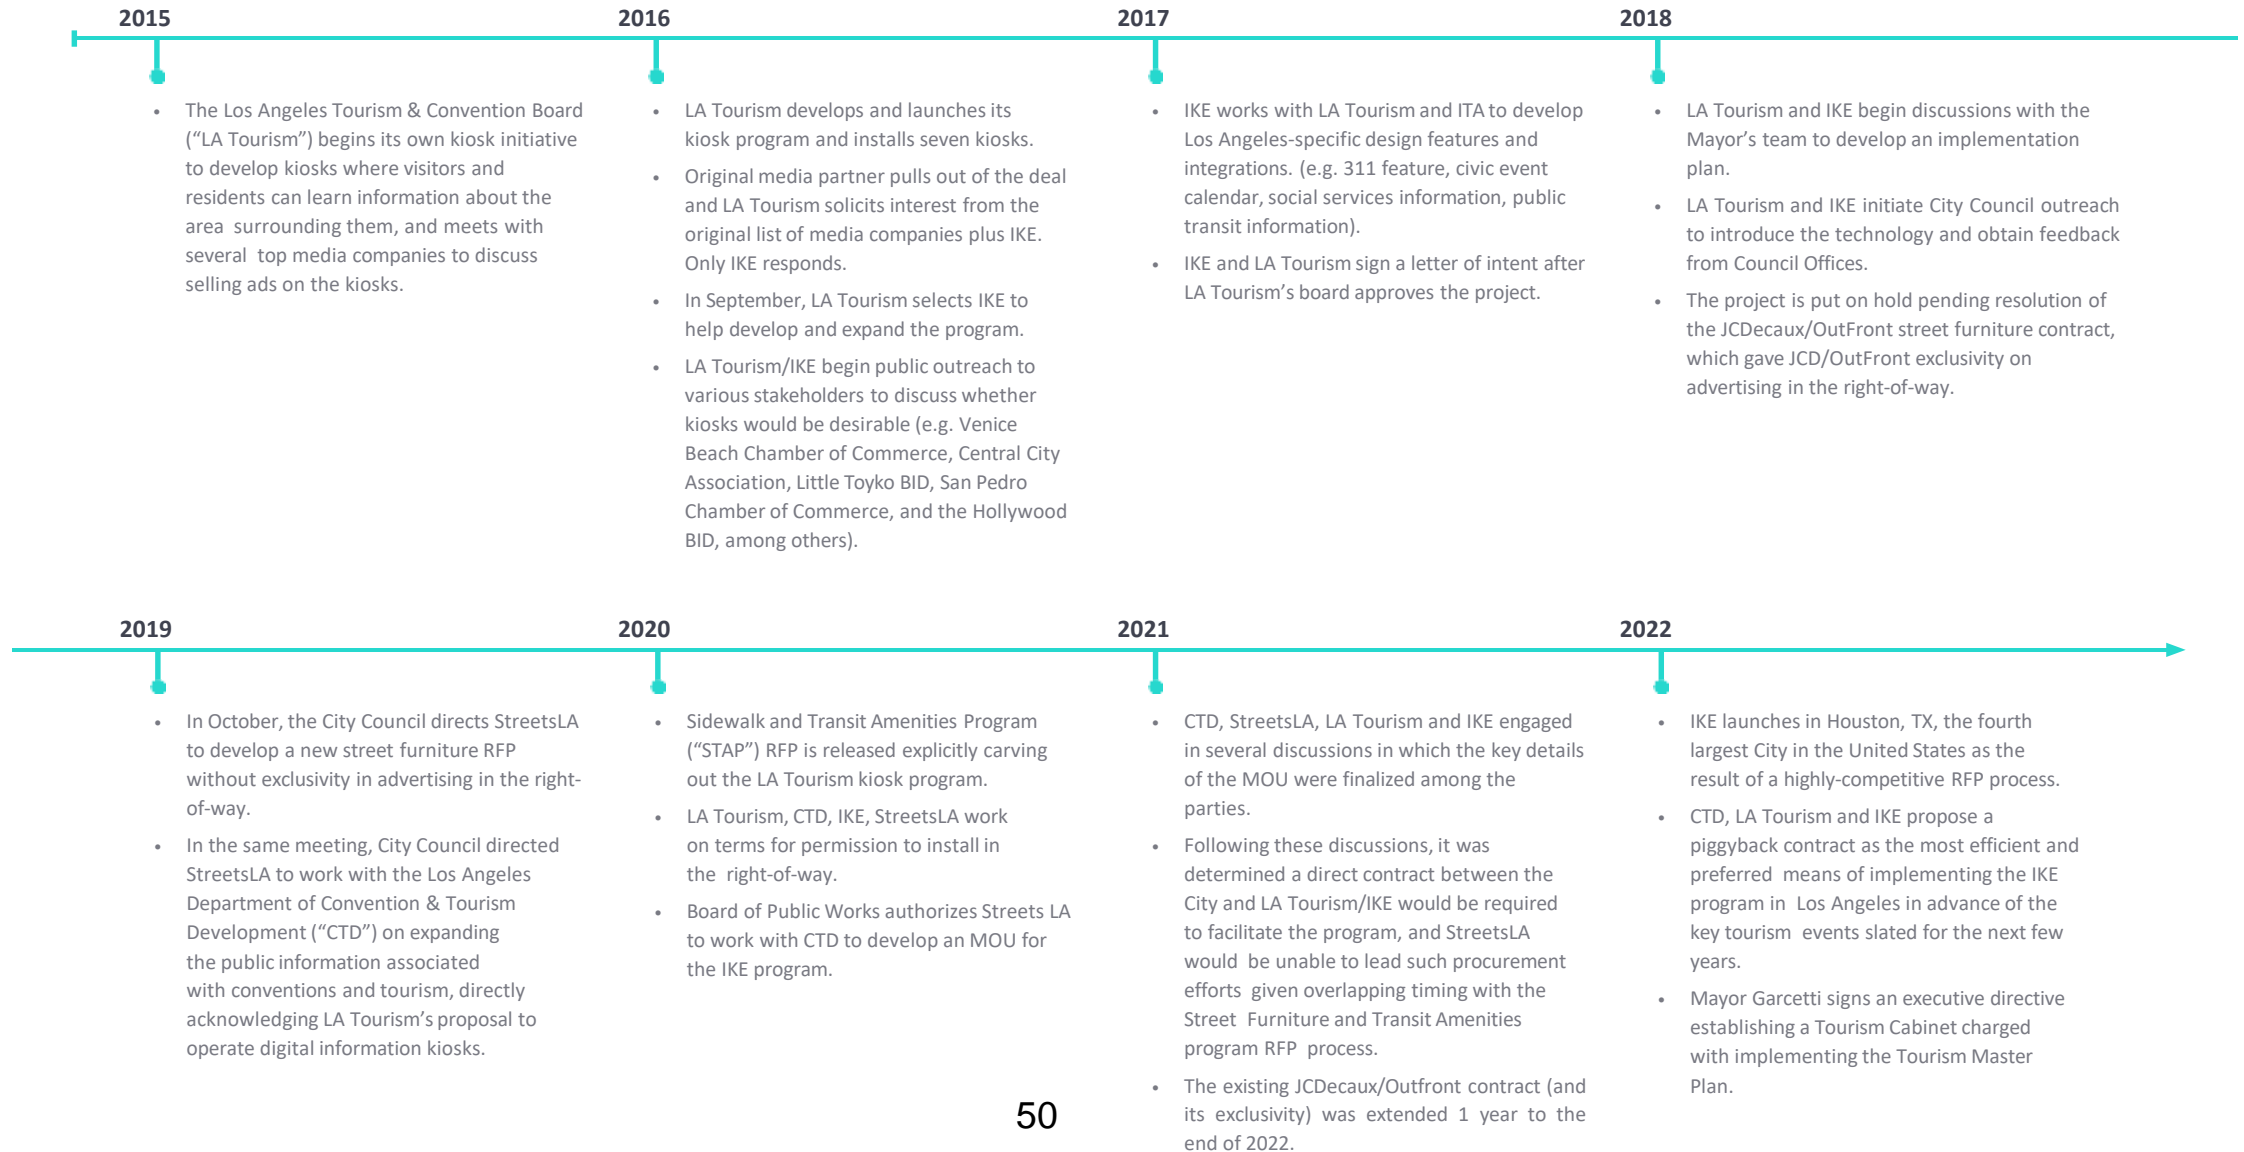 2015
• The Los Angeles Tourism & Convention Board
(“LA Tourism”) begins its own kiosk initiative
to develop kiosks where visitors and
residents can learn information about the
area surrounding them, and meets with
several top media companies to discuss
selling ads on the kiosks.
2016
• LA Tourism develops and launches its
kiosk program and installs seven kiosks.
• Original media partner pulls out of the deal
and LA Tourism solicits interest from the
original list of media companies plus IKE.
Only IKE responds.
• In September, LA Tourism selects IKE to
help develop and expand the program.
• LA Tourism/IKE begin public outreach to
various stakeholders to discuss whether
kiosks would be desirable (e.g. Venice
Beach Chamber of Commerce, Central City
Association, Little Toyko BID, San Pedro
Chamber of Commerce, and the Hollywood
BID, among others).
2017
• IKE works with LA Tourism and ITA to develop
Los Angeles-specific design features and
integrations. (e.g. 311 feature, civic event
calendar, social services information, public
transit information).
• IKE and LA Tourism sign a letter of intent after
LA Tourism’s board approves the project.
2018
• LA Tourism and IKE begin discussions with the
Mayor’s team to develop an implementation
plan.
• LA Tourism and IKE initiate City Council outreach
to introduce the technology and obtain feedback
from Council Offices.
• The project is put on hold pending resolution of
the JCDecaux/OutFront street furniture contract,
which gave JCD/OutFront exclusivity on
advertising in the right-of-way.
2019
• In October, the City Council directs StreetsLA
to develop a new street furniture RFP
without exclusivity in advertising in the right-
of-way.
• In the same meeting, City Council directed
StreetsLA to work with the Los Angeles
Department of Convention & Tourism
Development (“CTD”) on expanding
the public information associated
with conventions and tourism, directly
acknowledging LA Tourism’s proposal to
operate digital information kiosks.
2020
• Sidewalk and Transit Amenities Program
(“STAP”) RFP is released explicitly carving
out the LA Tourism kiosk program.
• LA Tourism, CTD, IKE, StreetsLA work
on terms for permission to install in
the right-of-way.
• Board of Public Works authorizes Streets LA
to work with CTD to develop an MOU for
the IKE program.
2021
• CTD, StreetsLA, LA Tourism and IKE engaged
in several discussions in which the key details
of the MOU were finalized among the
parties.
• Following these discussions, it was
determined a direct contract between the
City and LA Tourism/IKE would be required
to facilitate the program, and StreetsLA
would be unable to lead such procurement
efforts given overlapping timing with the
Street Furniture and Transit Amenities
program RFP process.
• The existing JCDecaux/Outfront contract (and
its exclusivity) was extended 1 year to the
end of 2022.
2022
• IKE launches in Houston, TX, the fourth
largest City in the United States as the
result of a highly-competitive RFP process.
• CTD, LA Tourism and IKE propose a
piggyback contract as the most efficient and
preferred means of implementing the IKE
program in Los Angeles in advance of the
key tourism events slated for the next few
years.
• Mayor Garcetti signs an executive directive
establishing a Tourism Cabinet charged
with implementing the Tourism Master
Plan.
50